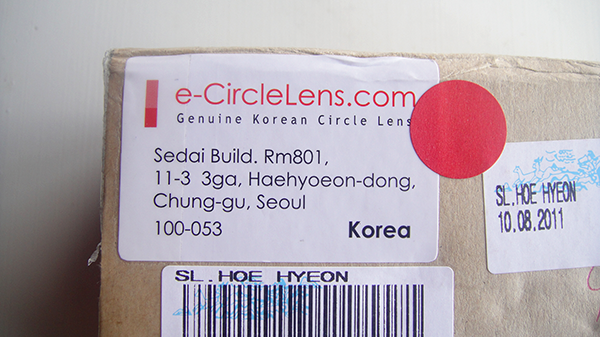 e-CircleLens.com
Genuine Korean Circle Lens
Sedai Build. Rm801,
11-3 3ga, Haehyoeon-dong,
Chung-gu, Seoul
100-053 Korea
SL.HOE HYEON
10.08.2011
SL.HOE HYEON